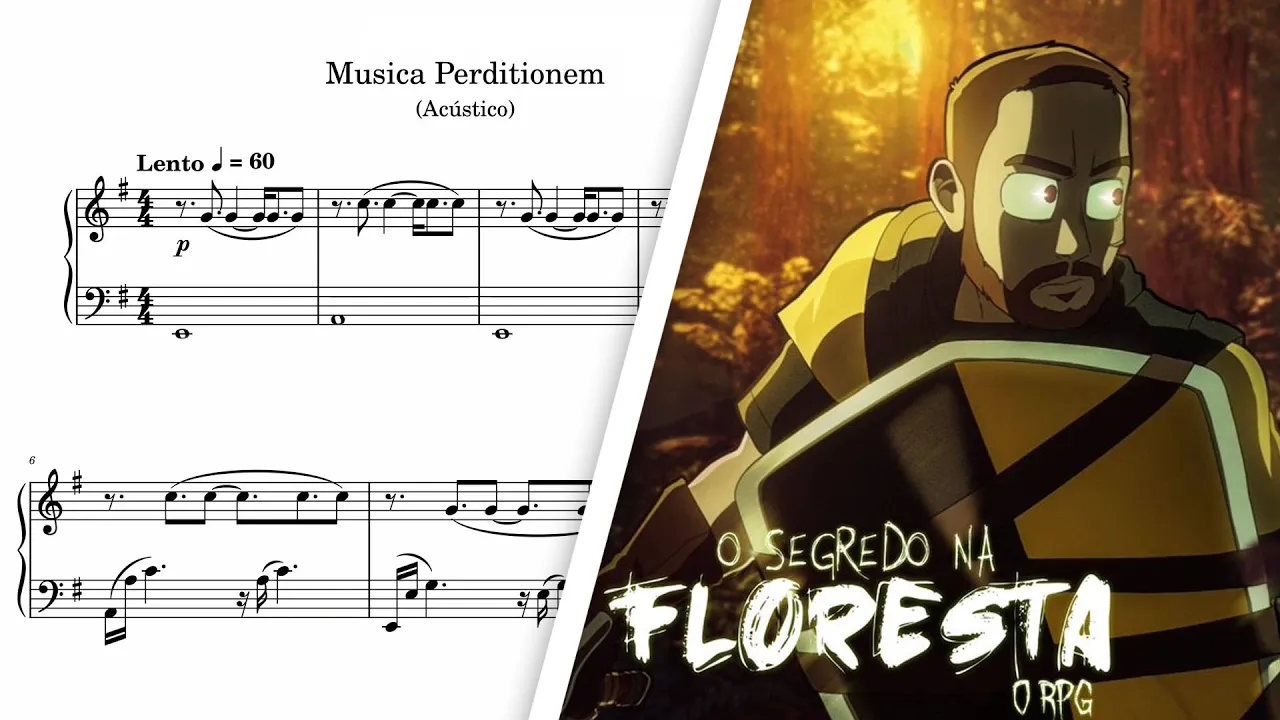 Musica Perditionem
(Acústico)
Lento ♩ = 60
p
6
O SEGREDO NA
FLORESTA
O RPG